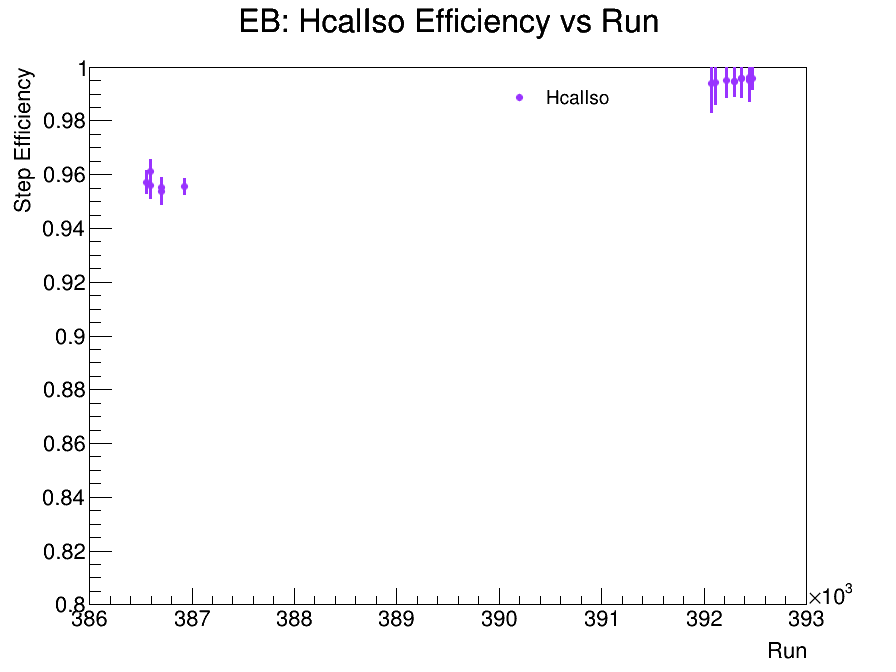 EB: HcalIso Efficiency vs Run
Step Efficiency
HcalIso
1
0.98
0.96
0.94
0.92
0.9
0.88
0.86
0.84
0.82
0.8
386 387 388 389 390 391 392 393
×10³
Run